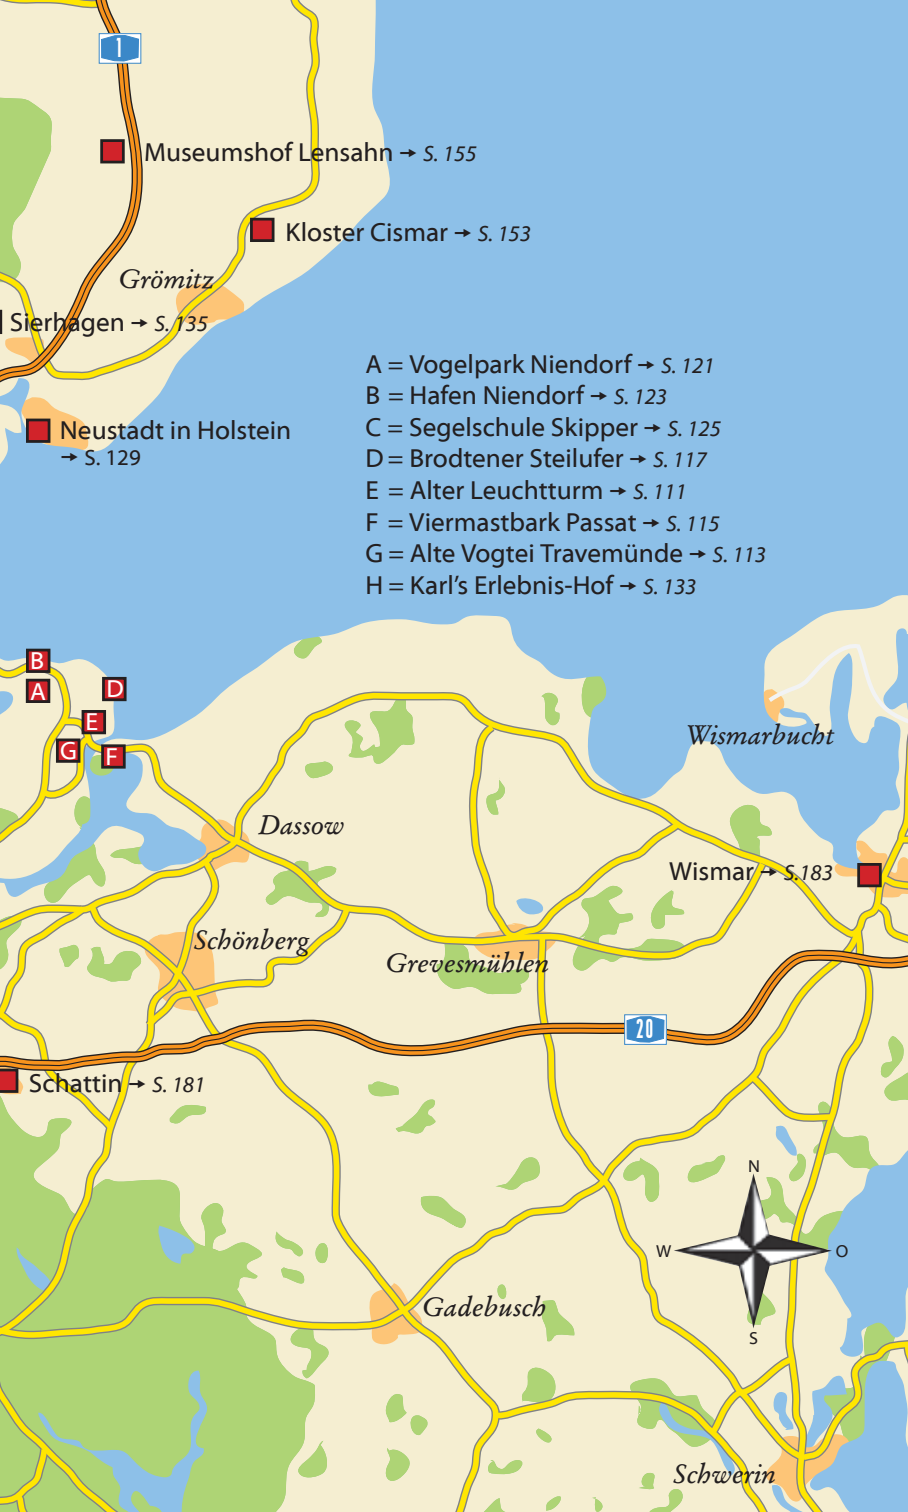 1
Museumshof Lensahn → S. 155
Kloster Cismar → S. 153
Grömitz
Sierhagen → S. 135
A = Vogelpark Niendorf → S. 121
B = Hafen Niendorf → S. 123
C = Segelschule Skipper → S. 125
D = Brodtener Steilufer → S. 117
E = Alter Leuchtturm → S. 111
F = Viermastbark Passat → S. 115
G = Alte Vogtei Travemünde → S. 113
H = Karl's Erlebnis-Hof → S. 133
Neustadt in Holstein
→ S. 129
B
A
D
E
G
F
Wismarbucht
Dassow
Wismar → S.183
Schönberg
Grevesmühlen
20
Schattin → S. 181
N
W
O
S
Gadebusch
Schwerin